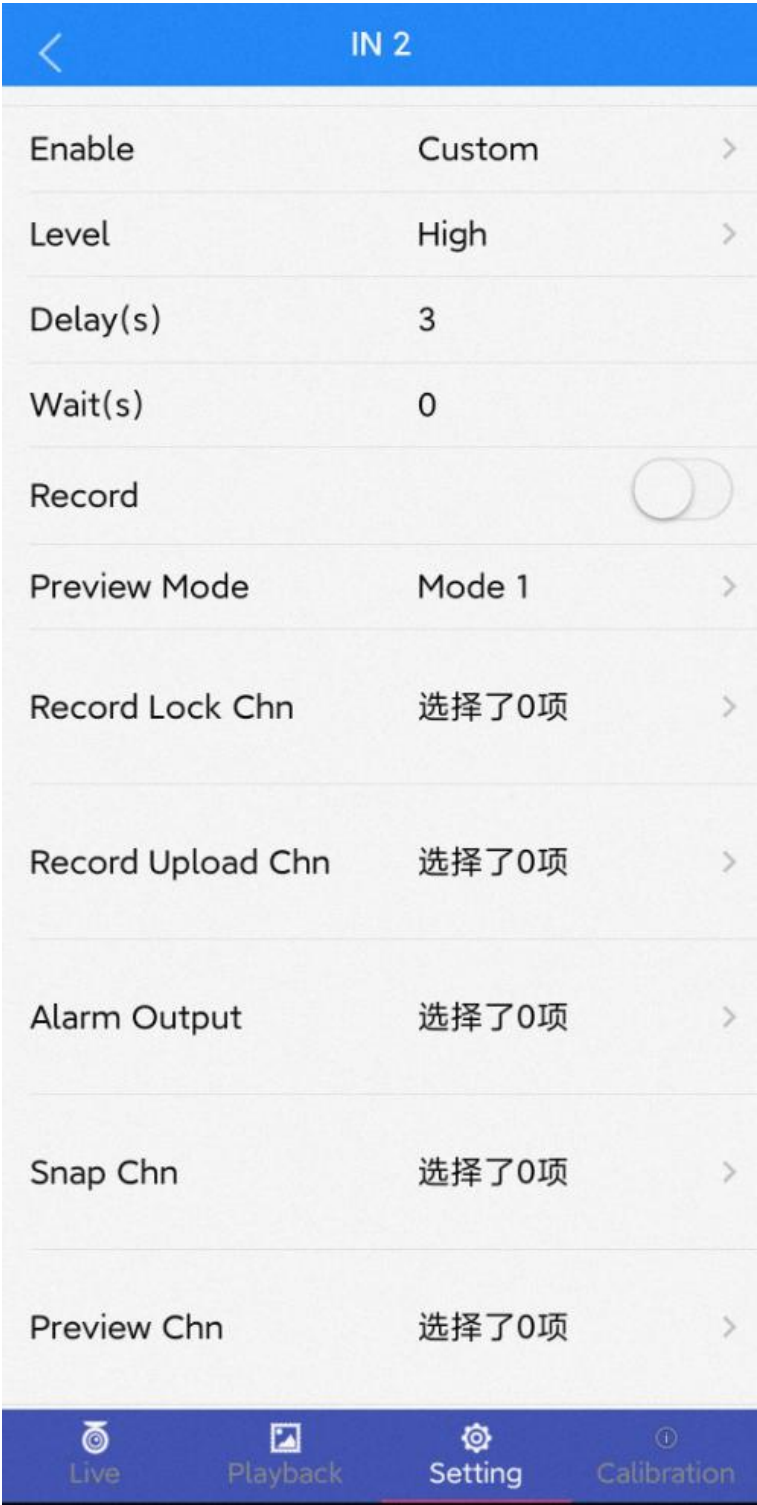 IN 2
Enable Custom
Level High
Delay(s) 3
Wait(s) 0
Record
Preview Mode Mode 1
Record Lock Chn 选择了0项
Record Upload Chn 选择了0项
Alarm Output 选择了0项
Snap Chn 选择了0项
Preview Chn 选择了0项
Live Playback Setting Calibration